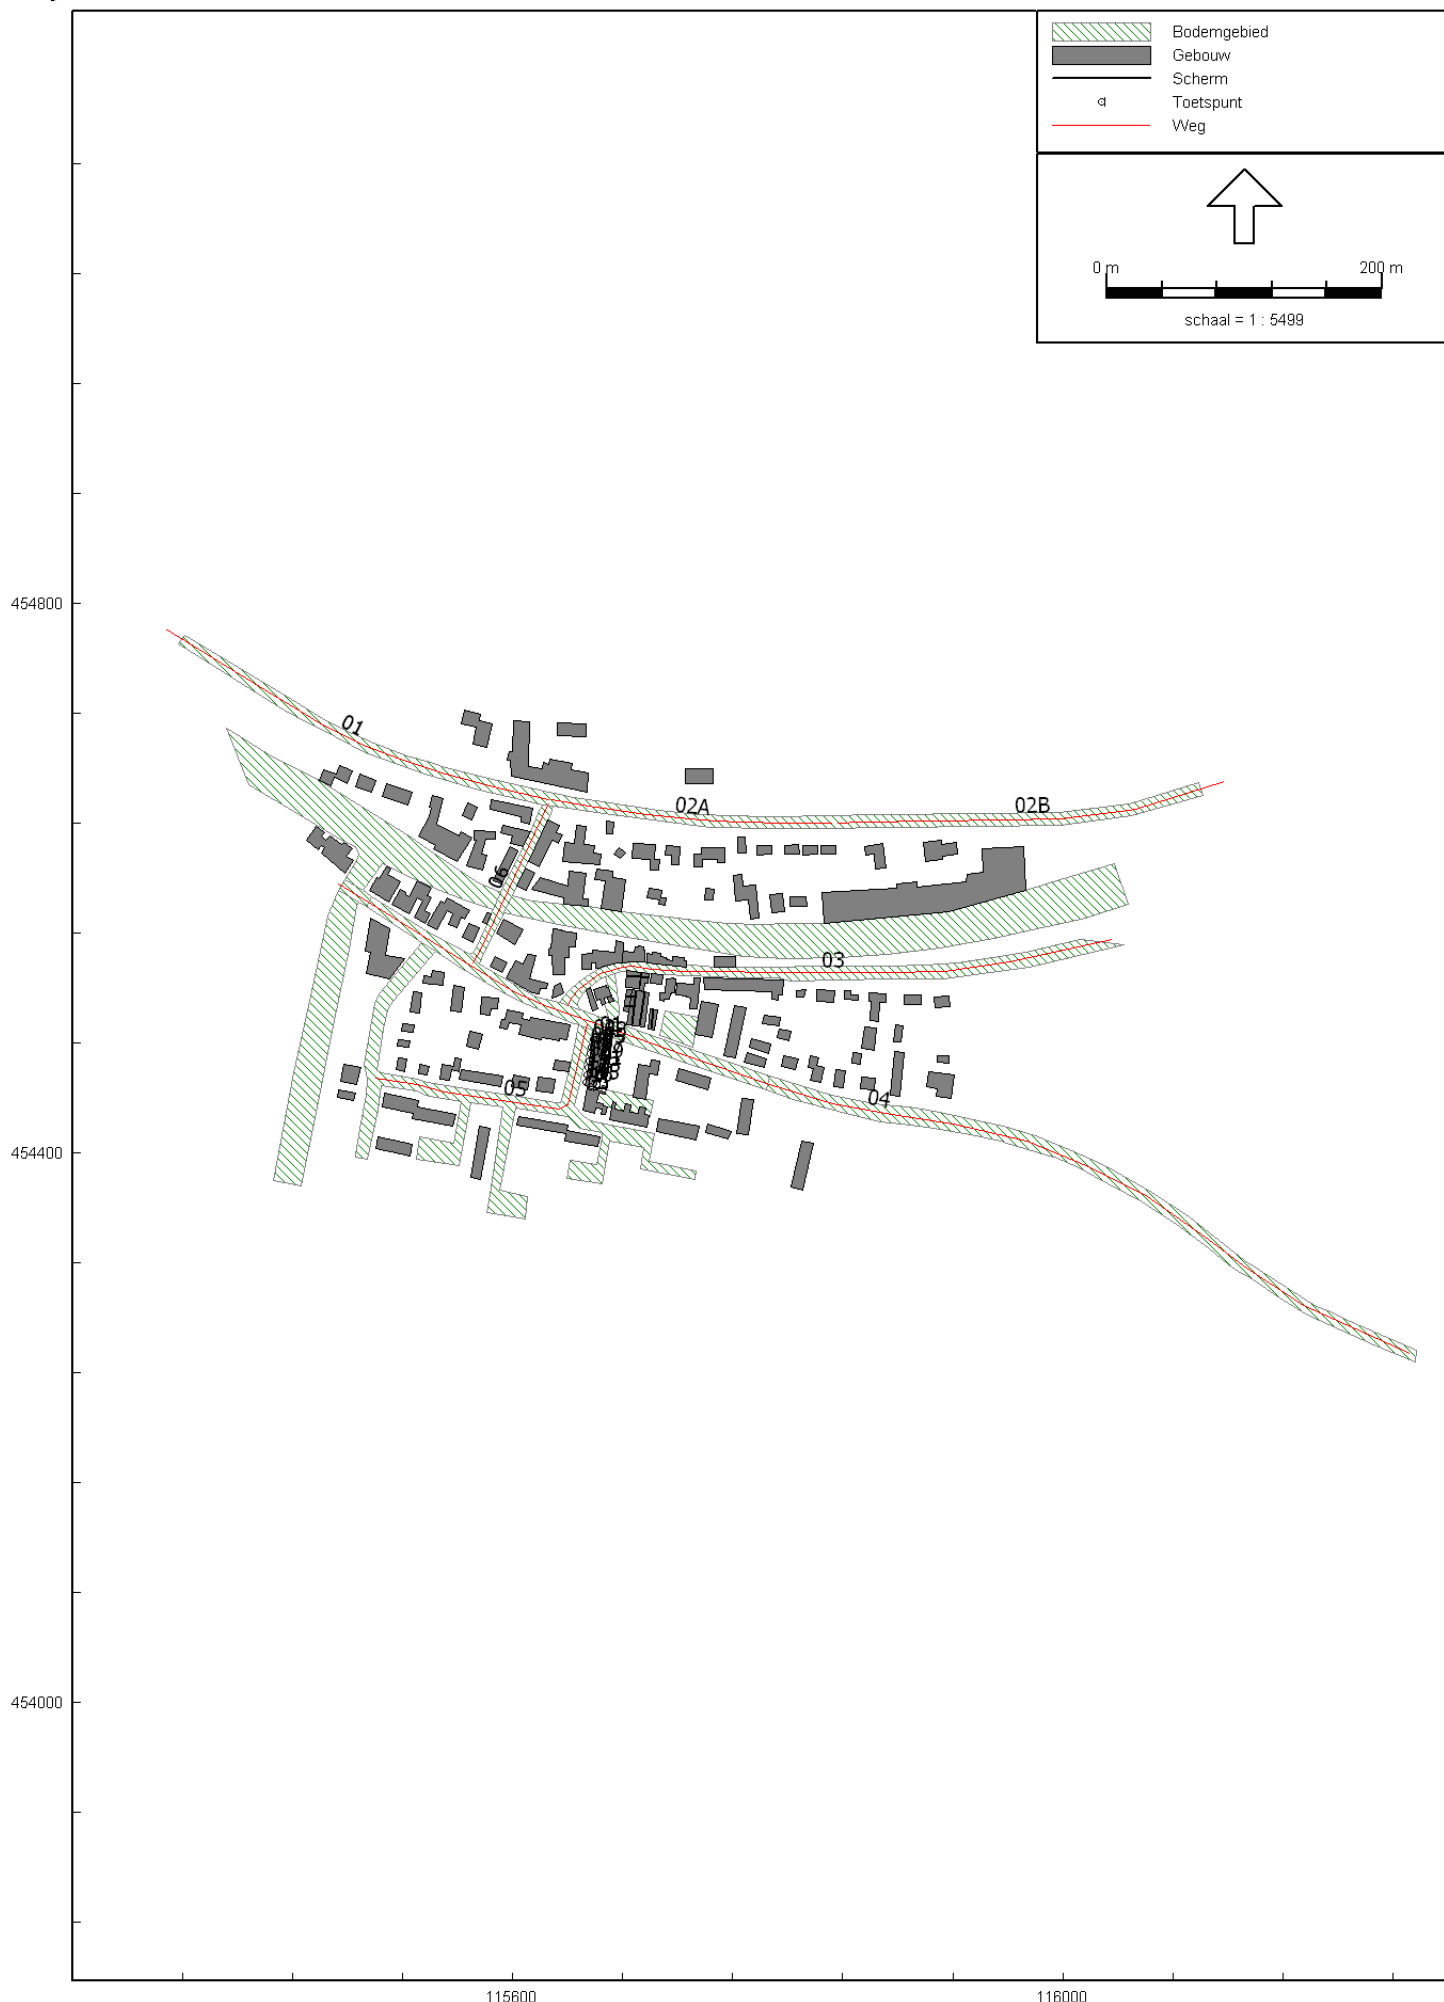 Bodemgebied
Gebouw
Scherm
Toetspunt
Weg
0 m 200 m
schaal = 1 : 5499
454800
01
02A 02B
06
03
05
04
454400
454000
115600 116000